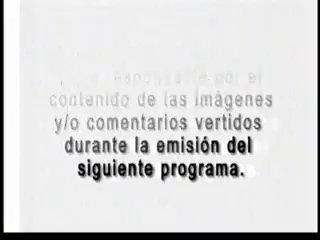 por el
contenido de las imágenes
y/o comentarios vertidos
durante la emisión del
siguiente programa.